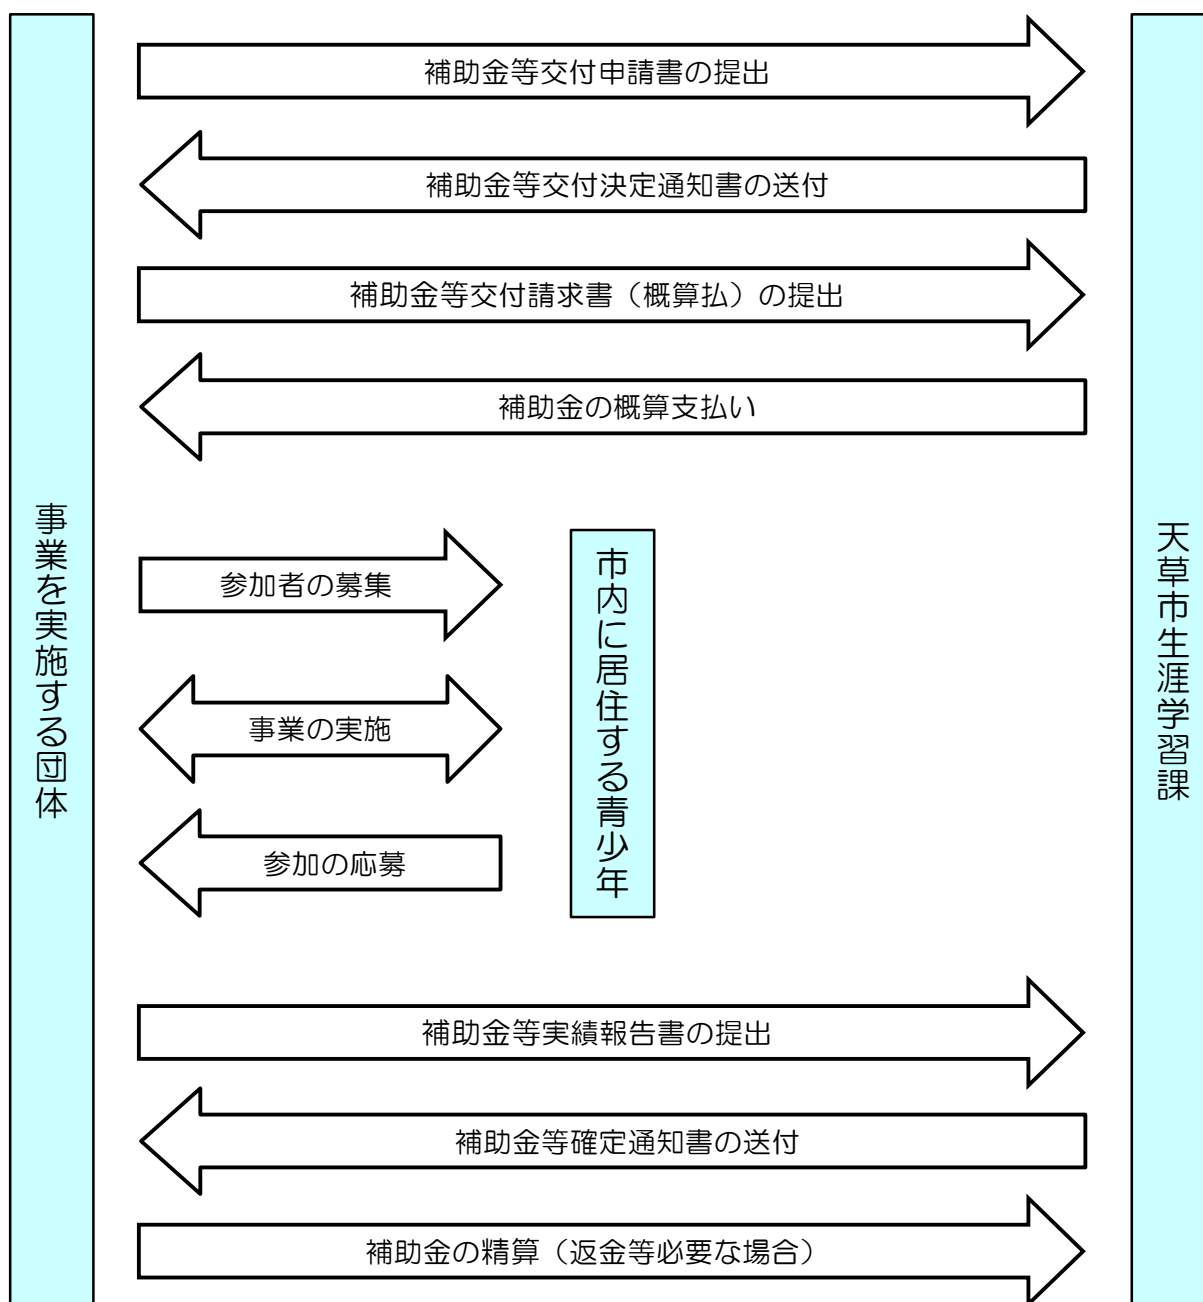 補助金等交付申請書の提出
補助金等交付決定通知書の送付
補助金等交付請求書（概算払）の提出
補助金の概算支払い
事業を実施する団体
参加者の募集
事業の実施
参加の応募
市内に居住する青少年
天草市生涯学習課
補助金等実績報告書の提出
補助金等確定通知書の送付
補助金の精算（返金等必要な場合）